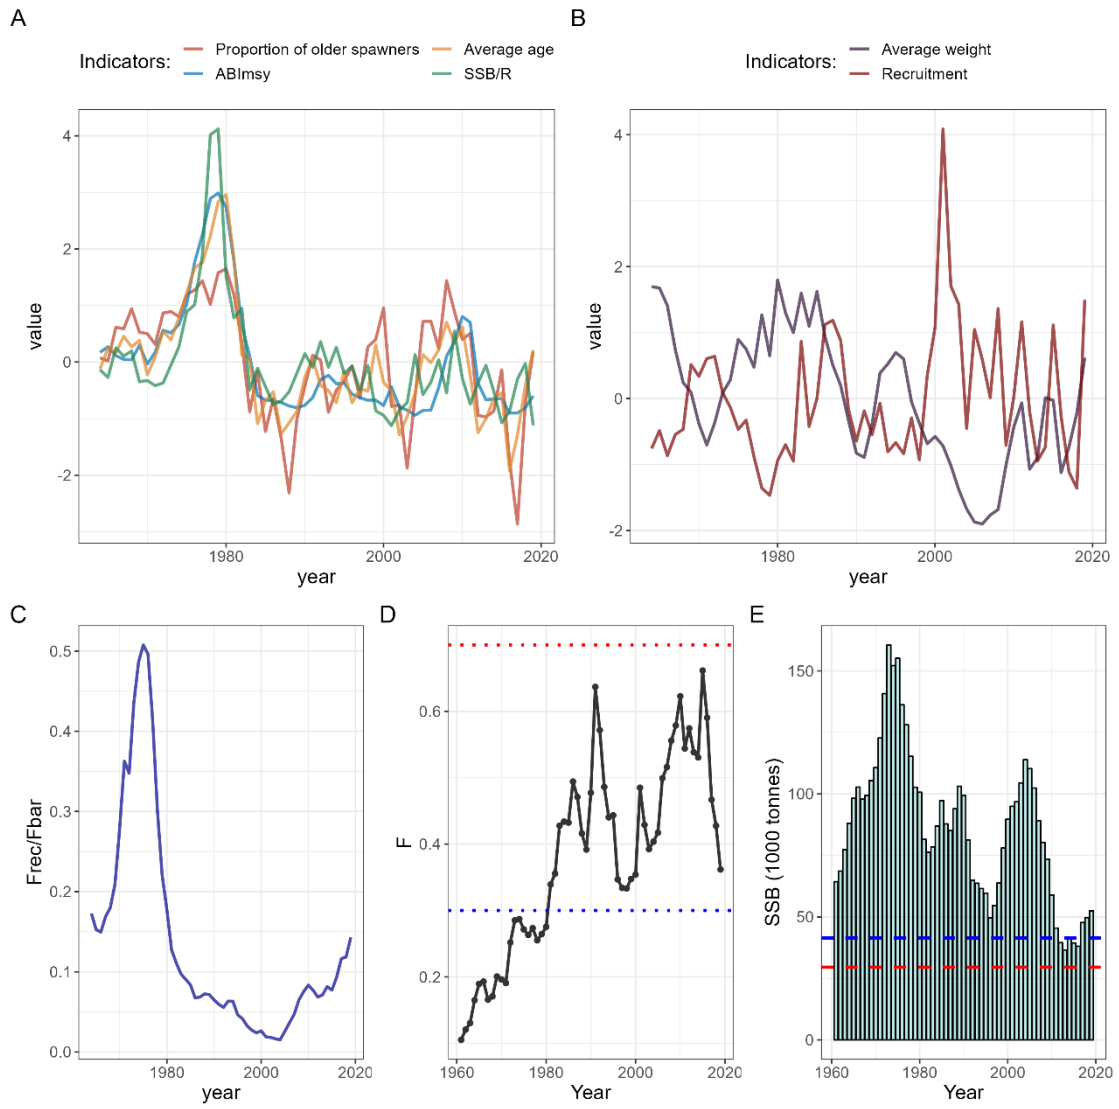 A
Indicators:
Proportion of older spawners
Average age
ABImsy
SSB/R
value
4
2
0
-2
1980
2000
2020
year
B
Indicators:
Average weight
Recruitment
value
4
2
0
-2
1980
2000
2020
year
C
Frec/Fbar
0.5
0.4
0.3
0.2
0.1
0.0
1980
2000
2020
year
D
F
0.6
0.4
0.2
1960
1980
2000
2020
Year
E
SSB (1000 tonnes)
150
100
50
0
1960
1980
2000
2020
Year